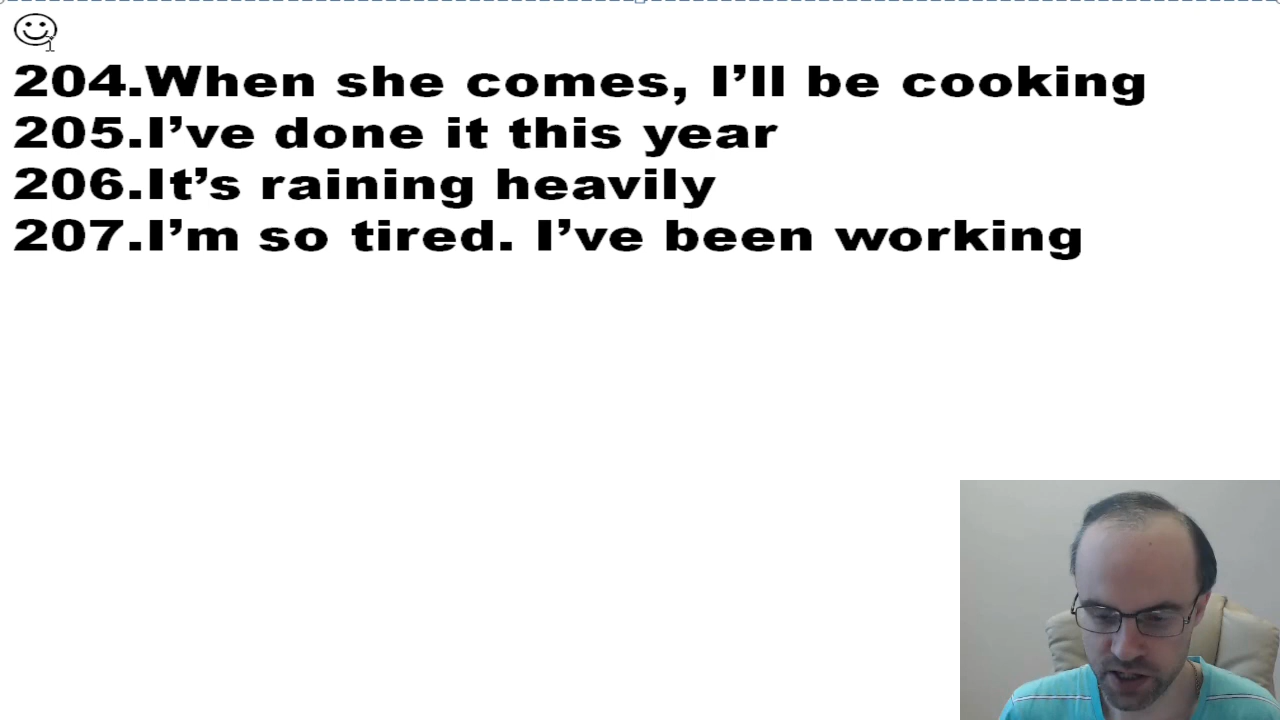 204.When she comes, I’ll be cooking
205.I’ve done it this year
206.It’s raining heavily
207.I’m so tired. I’ve been working